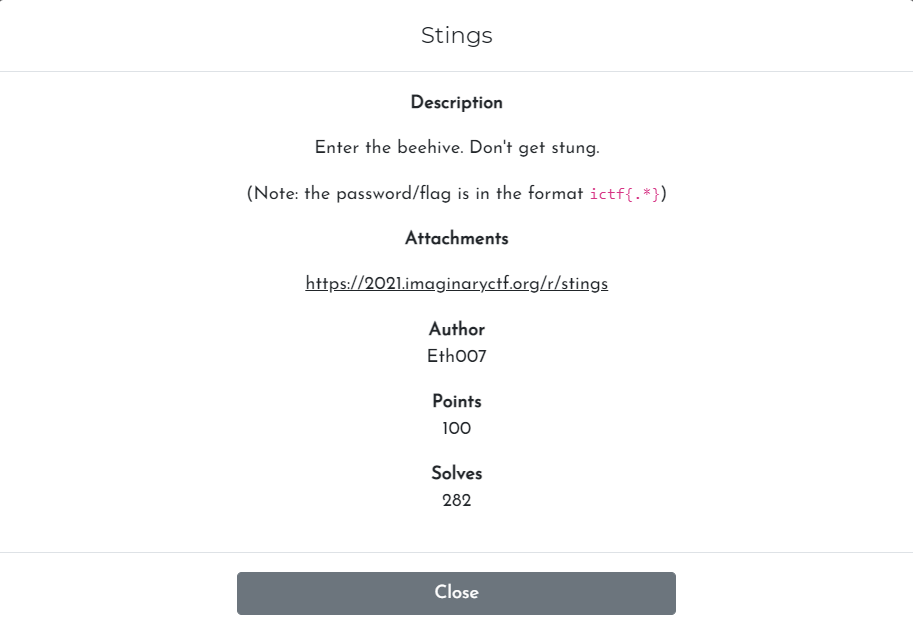 Stings
Description
Enter the beehive. Don't get stung.
(Note: the password/flag is in the format ictf{.*})
Attachments
https://2021.imaginaryctf.org/r/stings
Author
Eth007
Points
100
Solves
282
Close